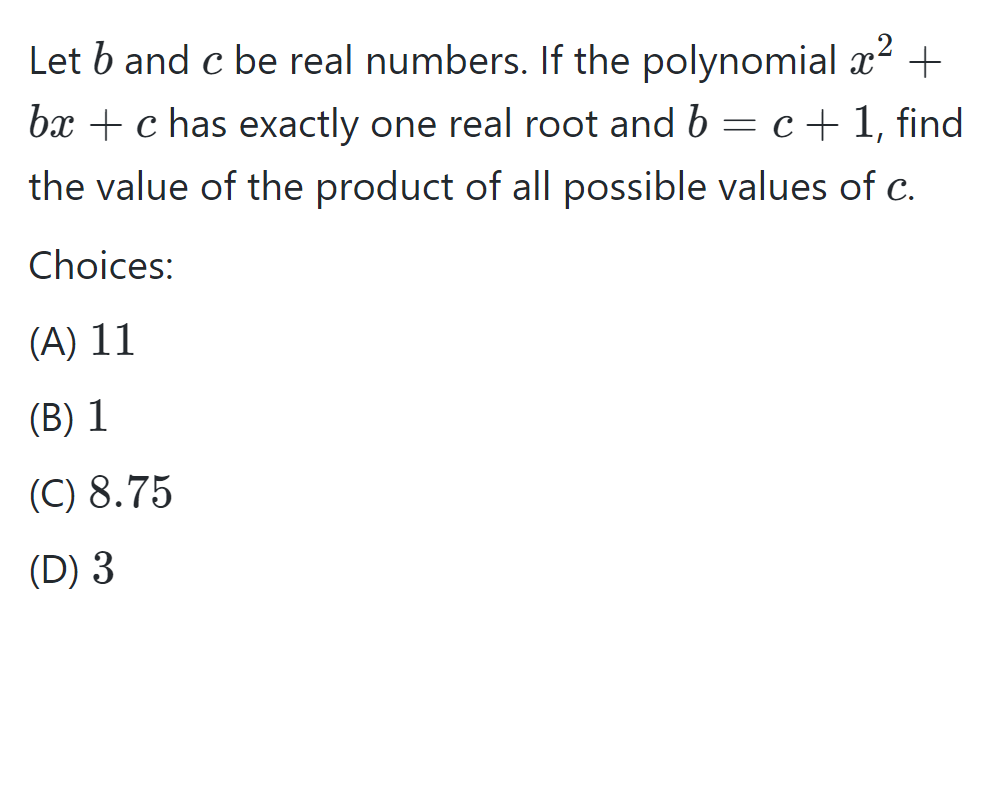 Let b and c be real numbers. If the polynomial x² +
bx + c has exactly one real root and b = c + 1, find
the value of the product of all possible values of c.
Choices:
(A) 11
(B) 1
(C) 8.75
(D) 3